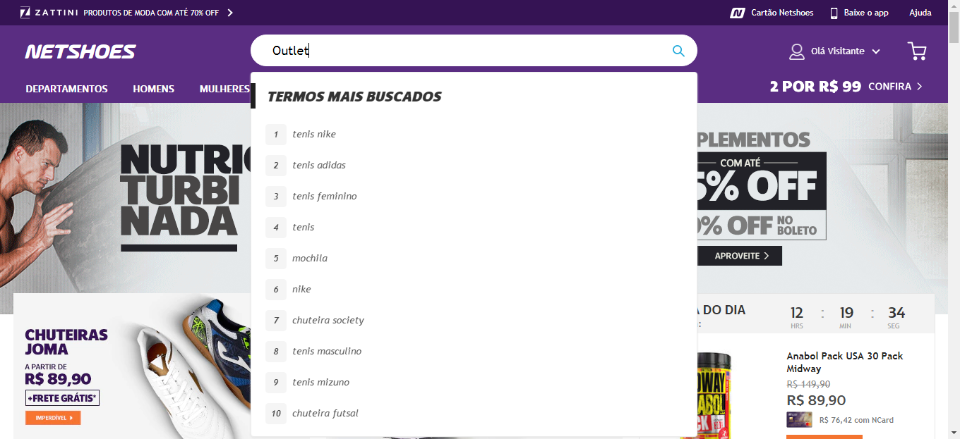 ZATTINI PRODUTOS DE MODA COM ATÉ 70% OFF
Cartão Netshoes
Baixe o app
Ajuda
NETSHOES
Outlet
Olá Visitante
DEPARTAMENTOS
HOMENS
MULHERES
2 POR R$ 99 CONFIRA
TERMOS MAIS BUSCADOS
1 tenis nike
2 tenis adidas
3 tenis feminino
4 tenis
5 mochila
6 nike
7 chuteira society
8 tenis masculino
9 tenis mizuno
10 chuteira futsal
TURBI
NADA
COM ATÉ
5% OFF
% OFF NO
BOLETO
APROVEITE
CHUTEIRAS
JOMA
A PARTIR DE
R$ 89,90
+FRETE GRÁTIS*
IMPERDÍVEL
DO DIA
12 : 19 : 34
HRS MIN SEG
Anabol Pack USA 30 Pack
Midway
R$ 149,90
R$ 89,90
R$ 76,42 com NCard